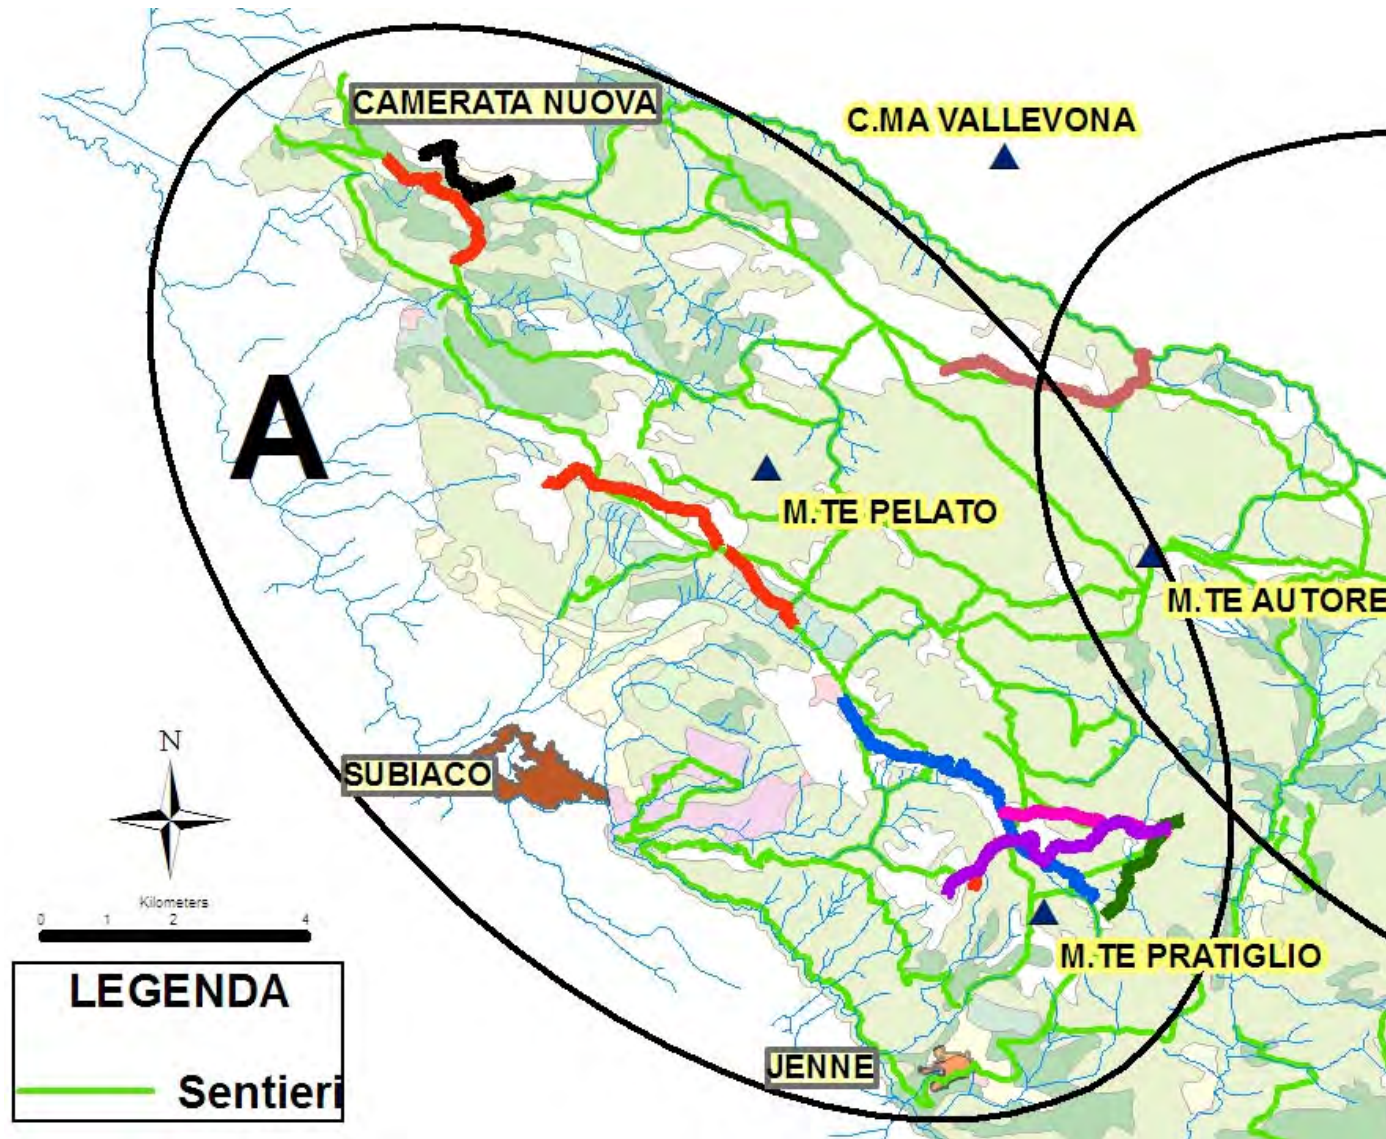 CAMERATA NUOVA
C.MA VALLEVONA
A
M.TE PELATO
M.TE AUTORE
N
SUBIACO
Kilometers
0 1 2 4
M.TE PRATIGLIO
LEGENDA
JENNE
Sentieri